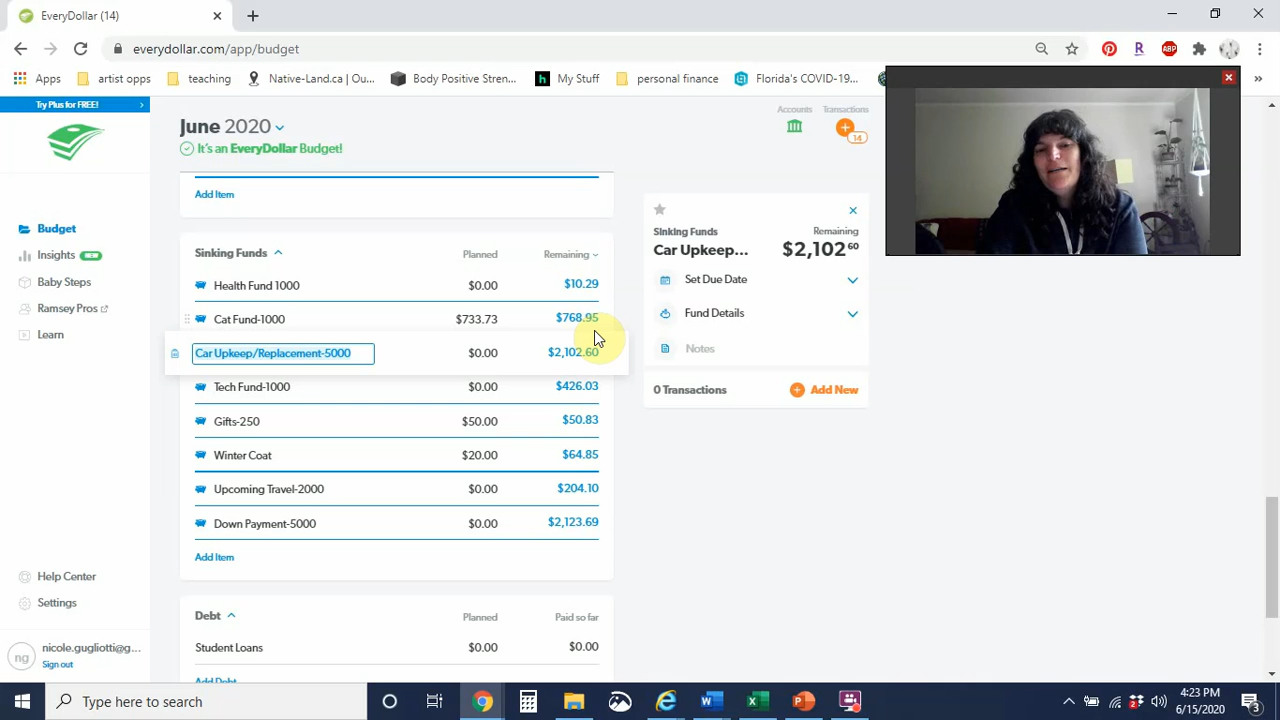 EveryDollar (14)
everydollar.com/app/budget
ABP
Apps
artist opps
teaching
Native-Land.ca | Ou...
Body Positive Stren...
h
My Stuff
personal finance
Florida's COVID-19...
Try Plus for FREE!
June 2020
It's an EveryDollar Budget!
Accounts
Transactions
14
Budget
Insights NEW
Baby Steps
Ramsey Pros
Learn
Help Center
Settings
ng
nicole.gugliotti@g...
Sign out
Add Item
Sinking Funds Planned Remaining
Health Fund 1000 $0.00 $10.29
Cat Fund-1000 $733.73 $768.95
Car Upkeep/Replacement-5000 $0.00 $2,102.60
Tech Fund-1000 $0.00 $426.03
Gifts-250 $50.00 $50.83
Winter Coat $20.00 $64.85
Upcoming Travel-2000 $0.00 $204.10
Down Payment-5000 $0.00 $2,123.69
Add Item
Debt Planned Paid so far
Student Loans $0.00 $0.00
Add Debt
Sinking Funds Remaining
Car Upkeep... $2,102 60
Set Due Date
Fund Details
Notes
0 Transactions Add New
Type here to search
4:23 PM
6/15/2020
3